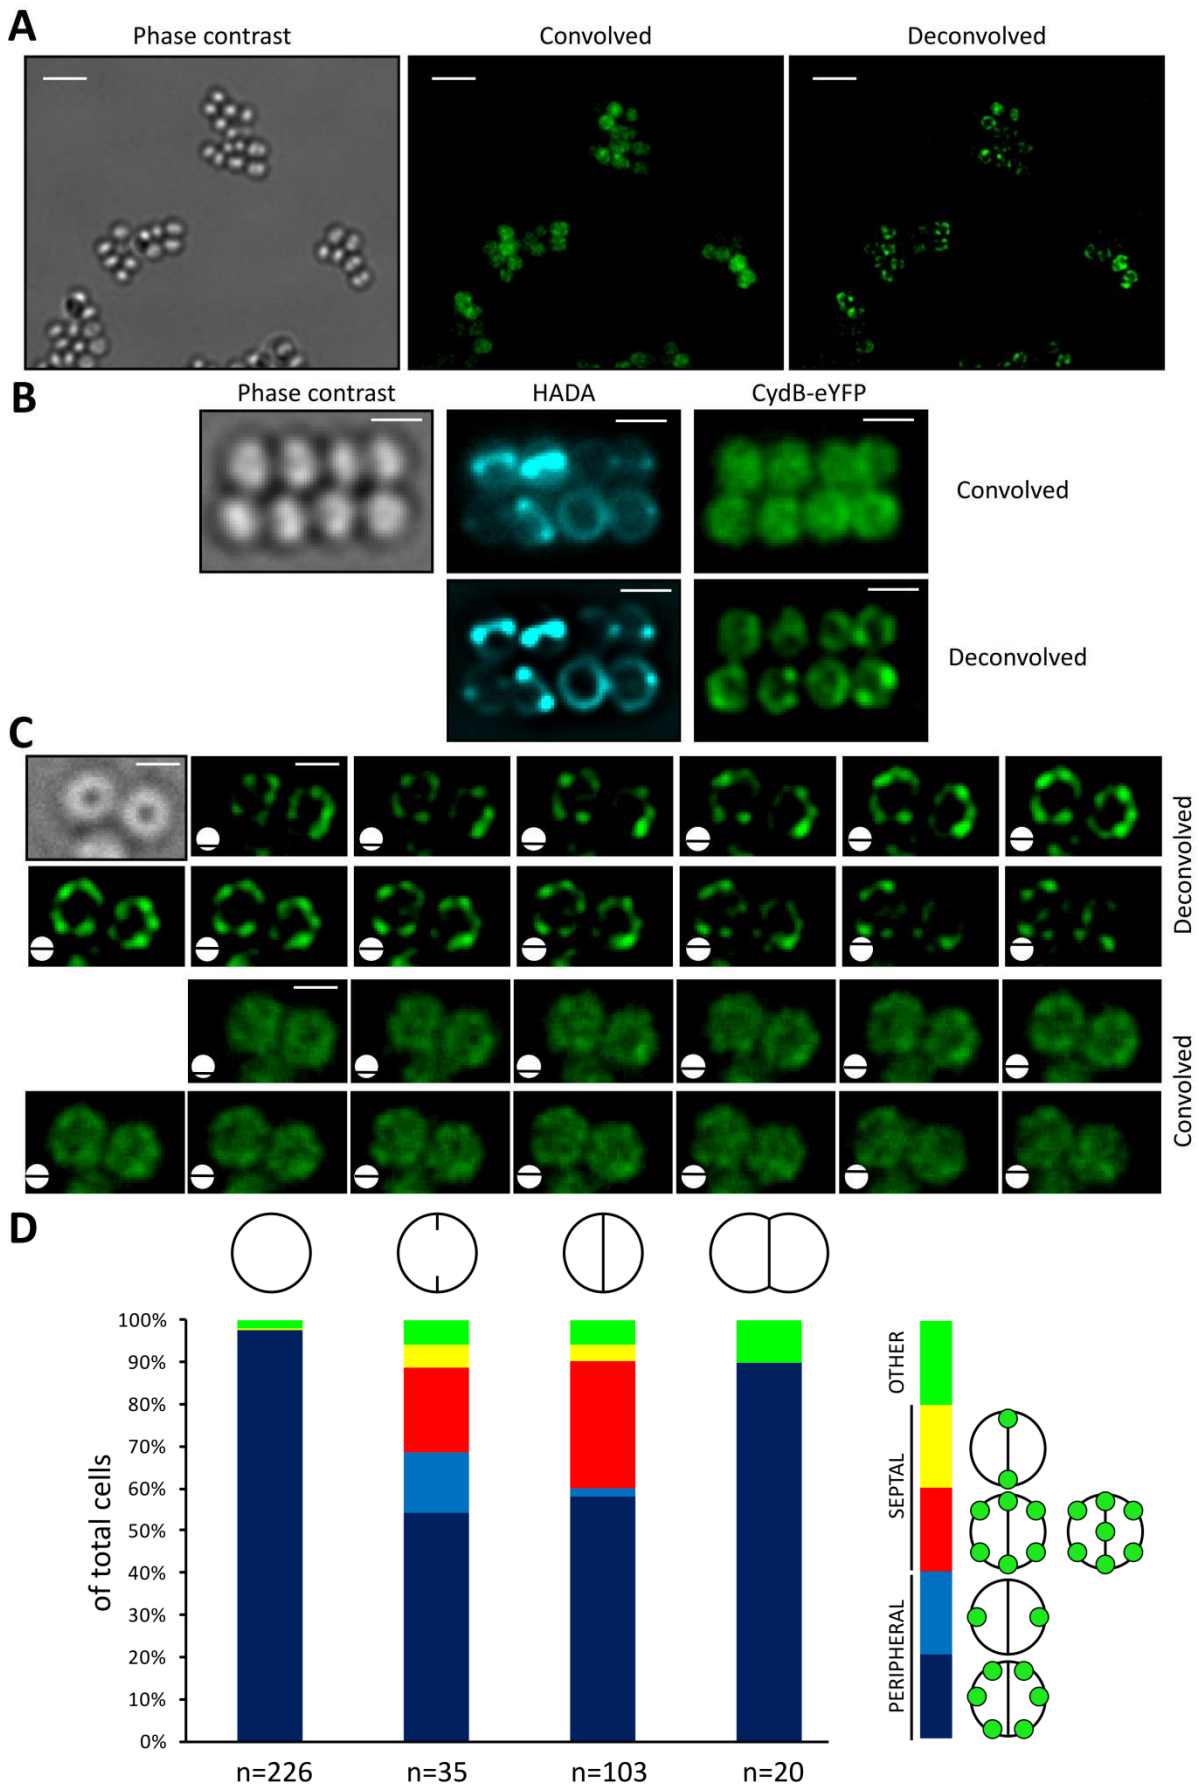 A
Phase contrast
Convolved
Deconvolved
B
Phase contrast
HADA
CydB-eYFP
Convolved
Deconvolved
C
Deconvolved
Convolved
D
of total cells
100%
90%
80%
70%
60%
50%
40%
30%
20%
10%
0%
n=226
n=35
n=103
n=20
OTHER
SEPTAL
PERIPHERAL